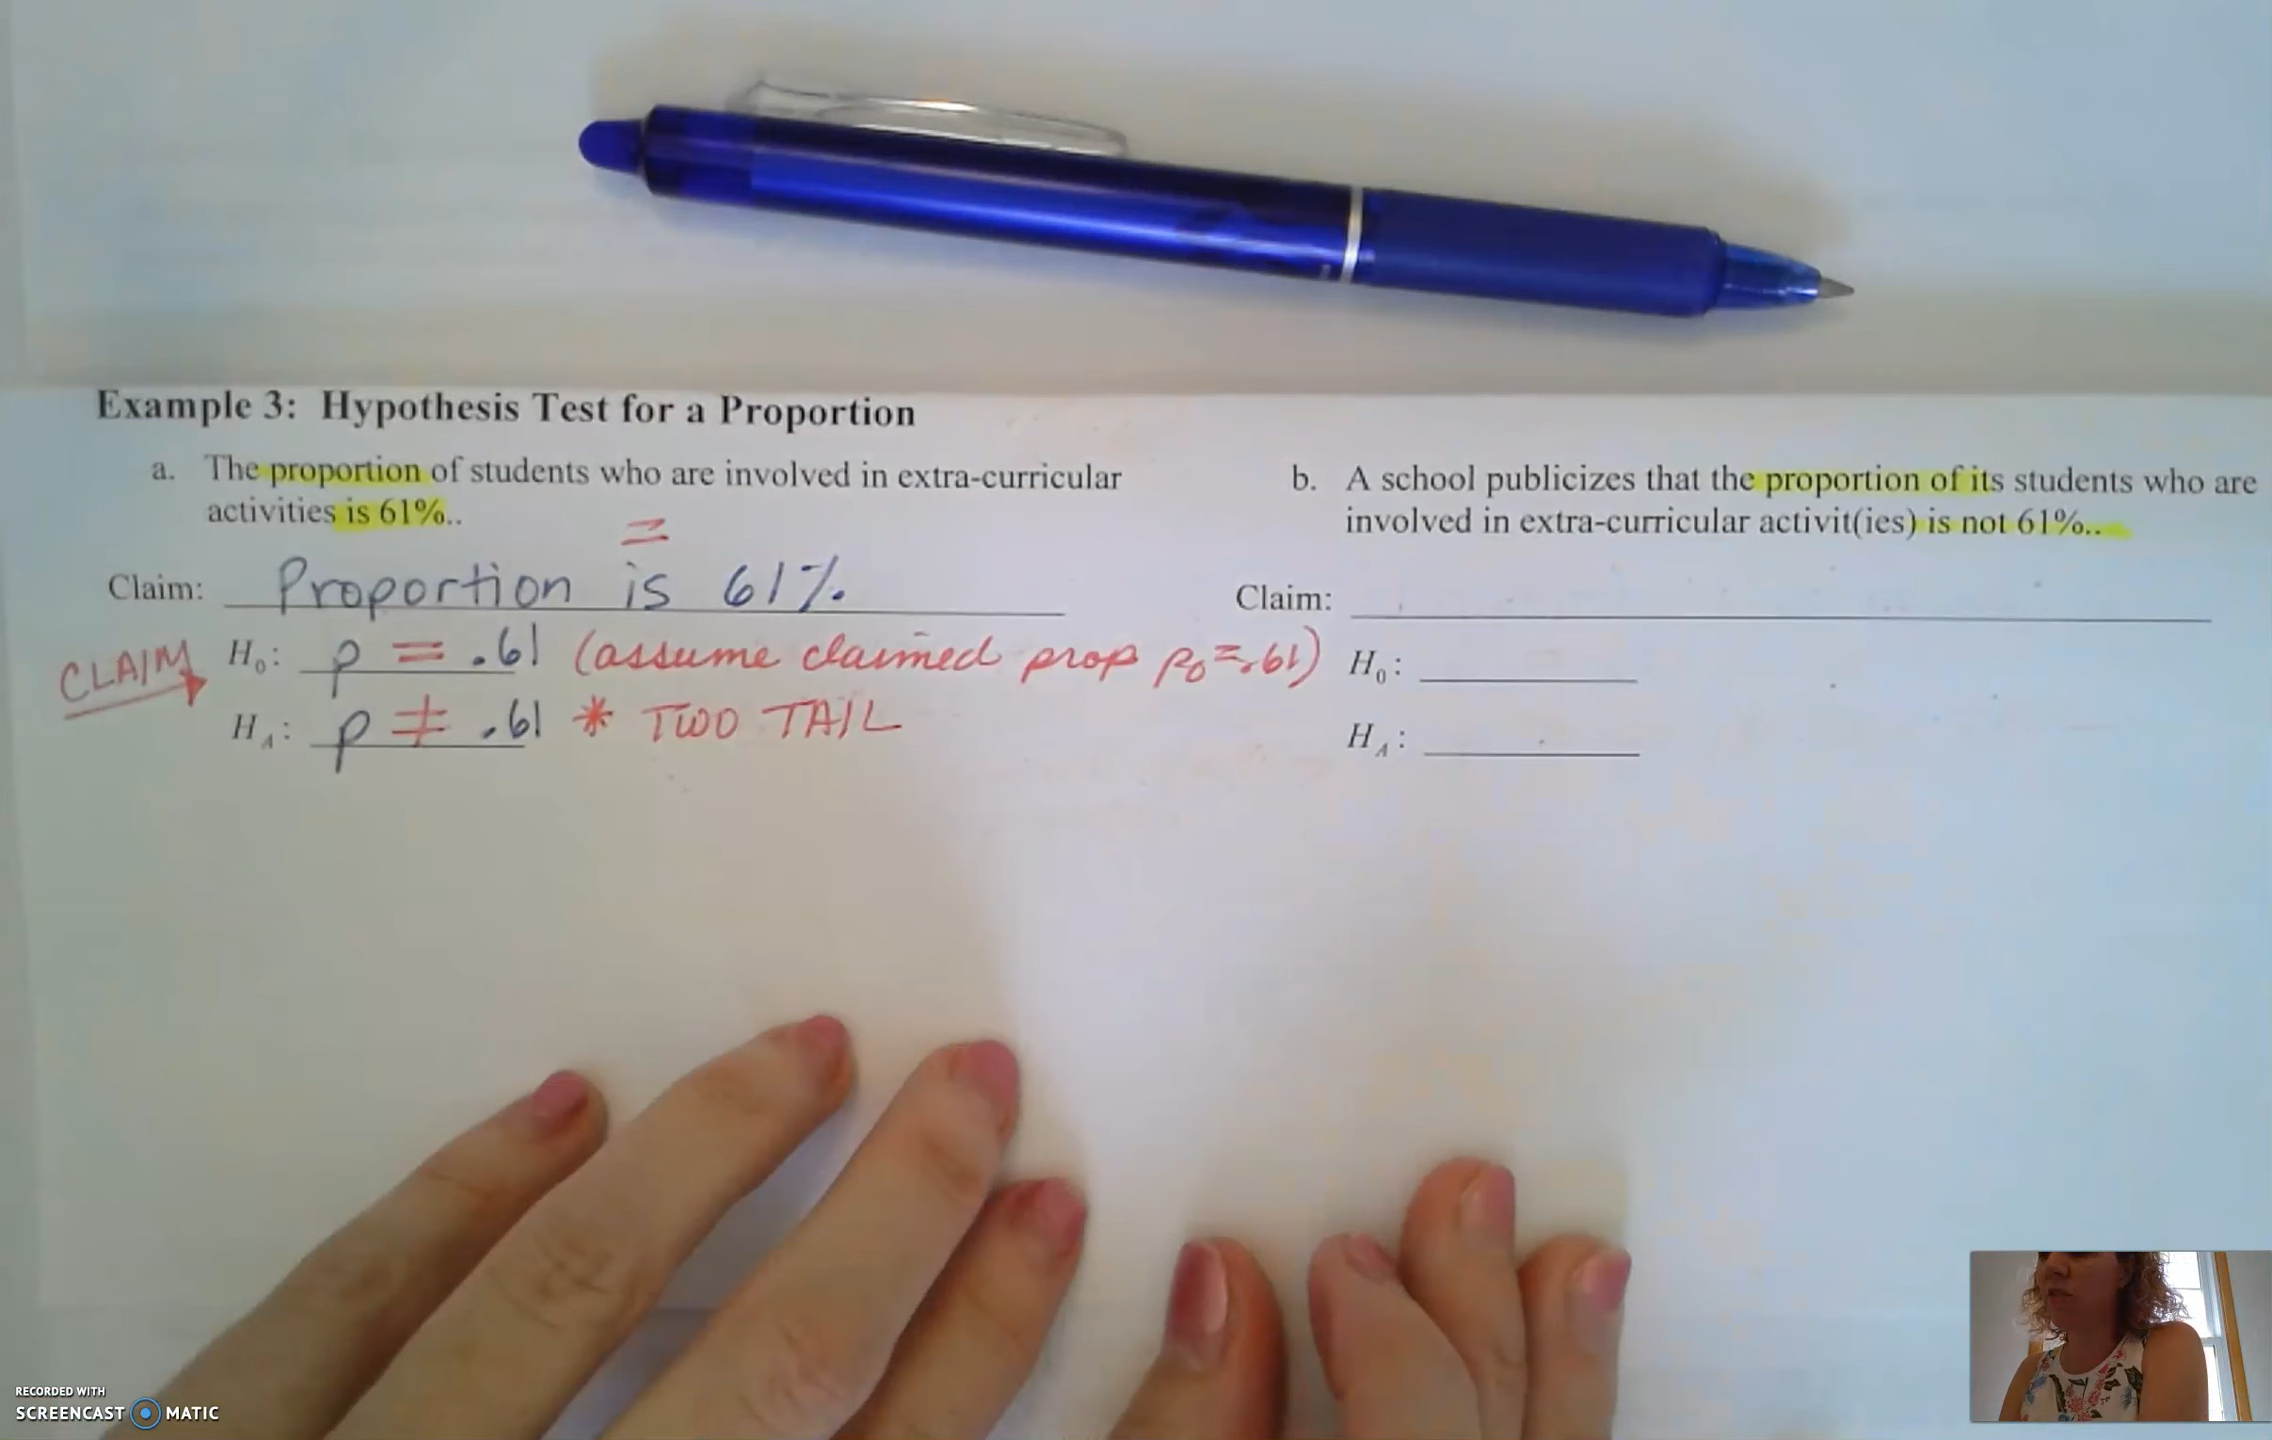 Example 3: Hypothesis Test for a Proportion
a. The proportion of students who are involved in extra-curricular
activities is 61%..
=
Claim: Proportion is 61%.
CLAIM
H₀: p = .61 (assume claimed prop p₀=.61)
H_A: p ≠ .61 * TWO TAIL
b. A school publicizes that the proportion of its students who are
involved in extra-curricular activit(ies) is not 61%..
Claim:
H₀:
H_A:
RECORDED WITH
SCREENCAST MATIC